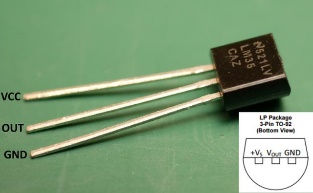 521LV
LM35
CAZ
VCC
OUT
GND
LP Package
3-Pin TO-92
(Bottom View)
+VS VOUT GND